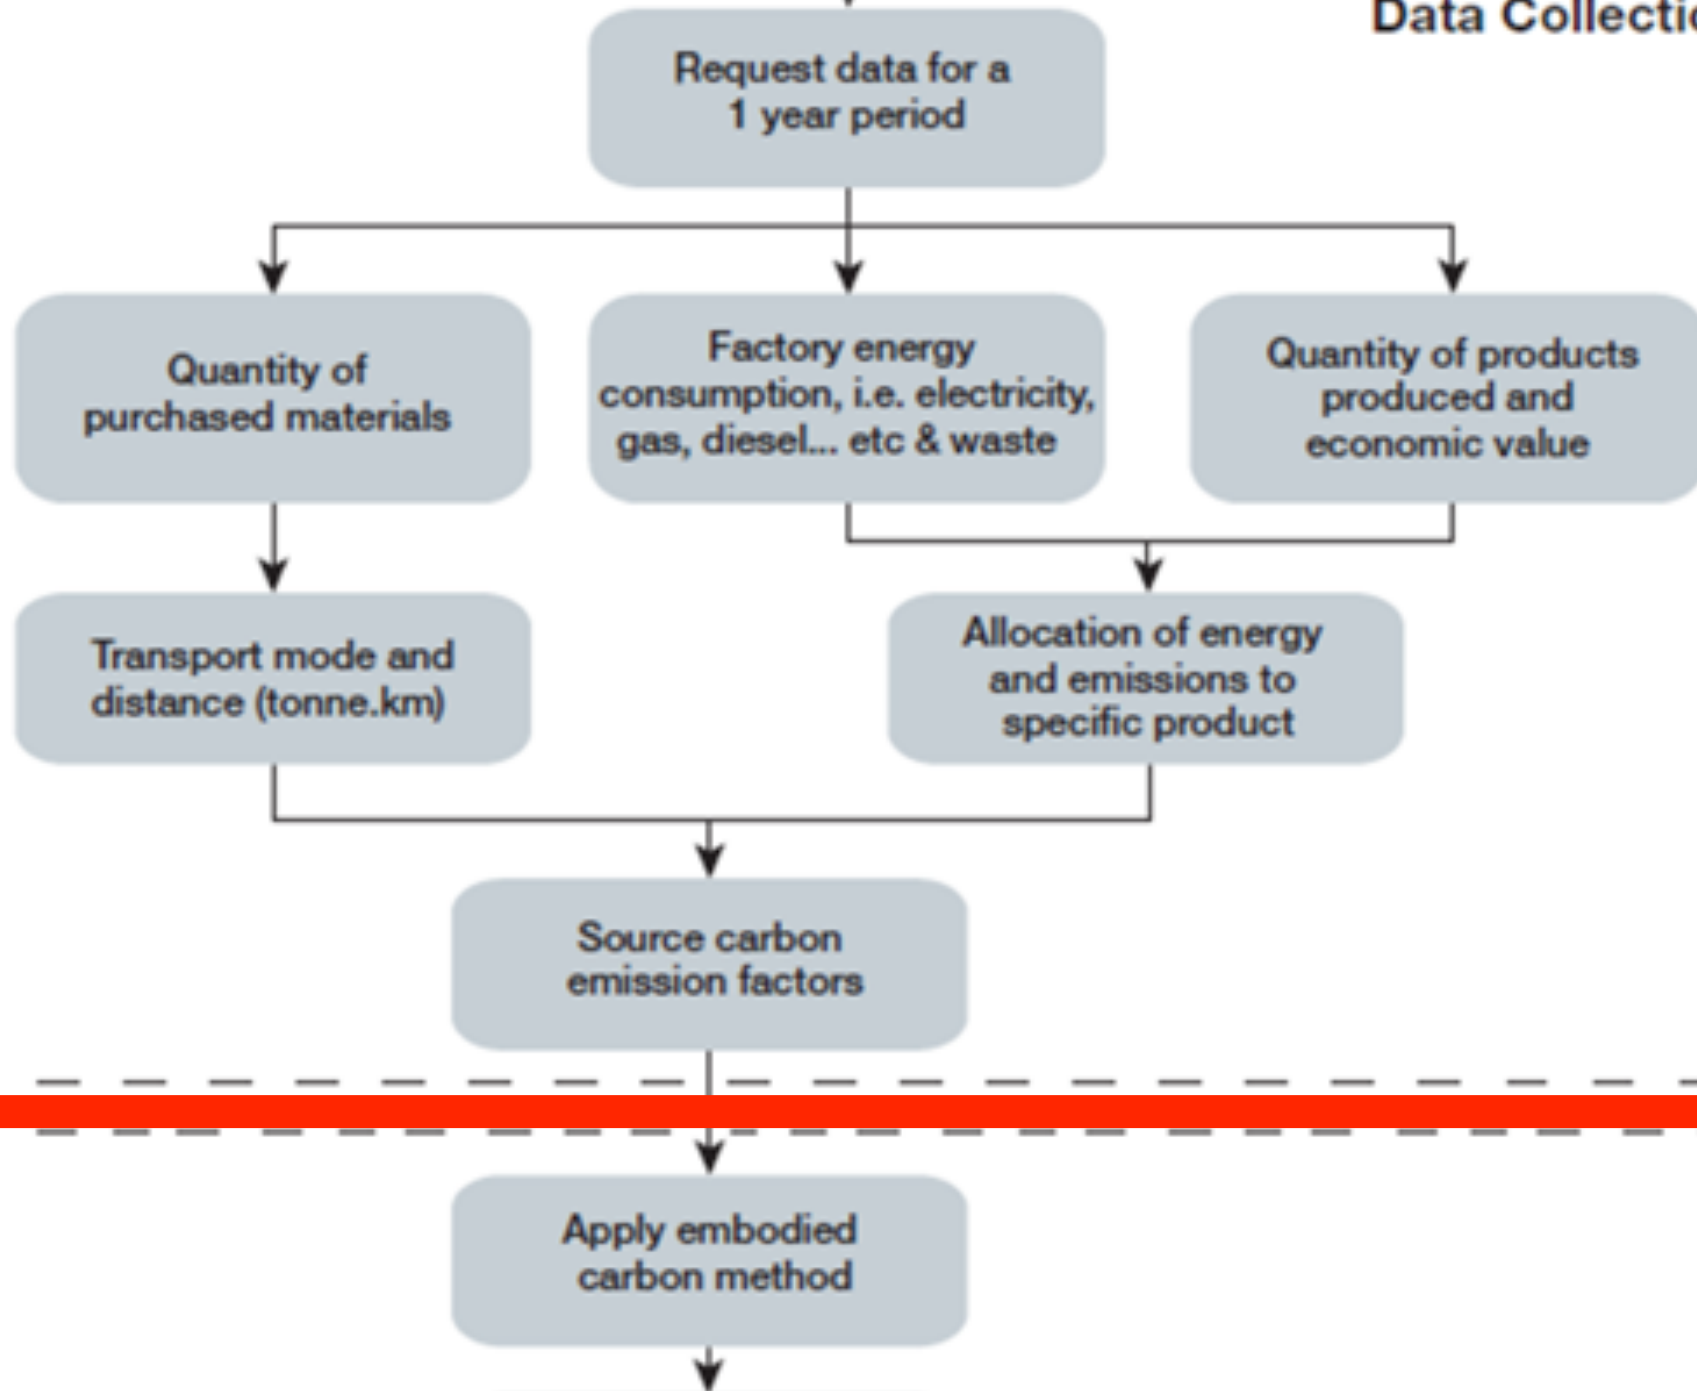 Data Collectio
Request data for a
1 year period
Quantity of
purchased materials
Factory energy
consumption, i.e. electricity,
gas, diesel... etc & waste
Quantity of products
produced and
economic value
Transport mode and
distance (tonne.km)
Allocation of energy
and emissions to
specific product
Source carbon
emission factors
Apply embodied
carbon method